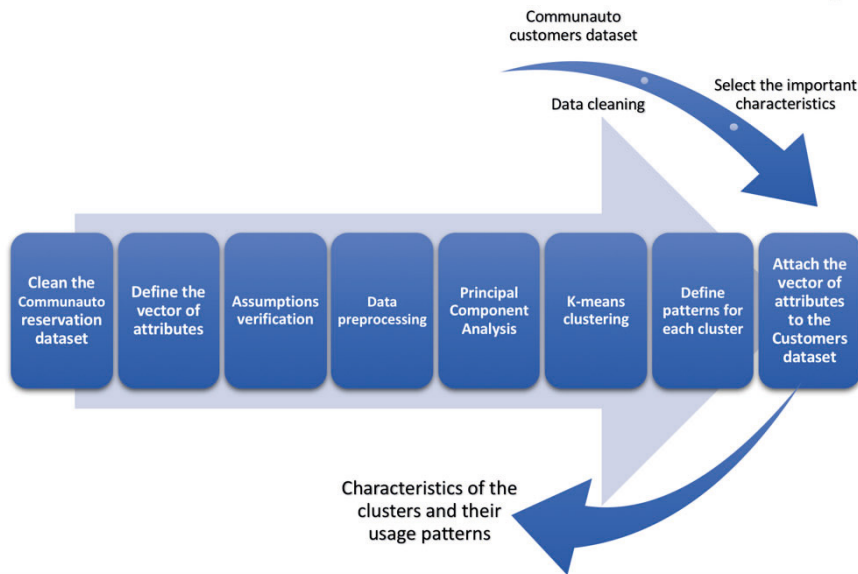 Communauto
customers dataset
Select the important
characteristics
Data cleaning
Clean the
Communauto
reservation
dataset
Define the
vector of
attributes
Assumptions
verification
Data
preprocessing
Principal
Component
Analysis
K-means
clustering
Define
patterns for
each cluster
Attach the
vector of
attributes
to the
Customers
dataset
Characteristics of the
clusters and their
usage patterns